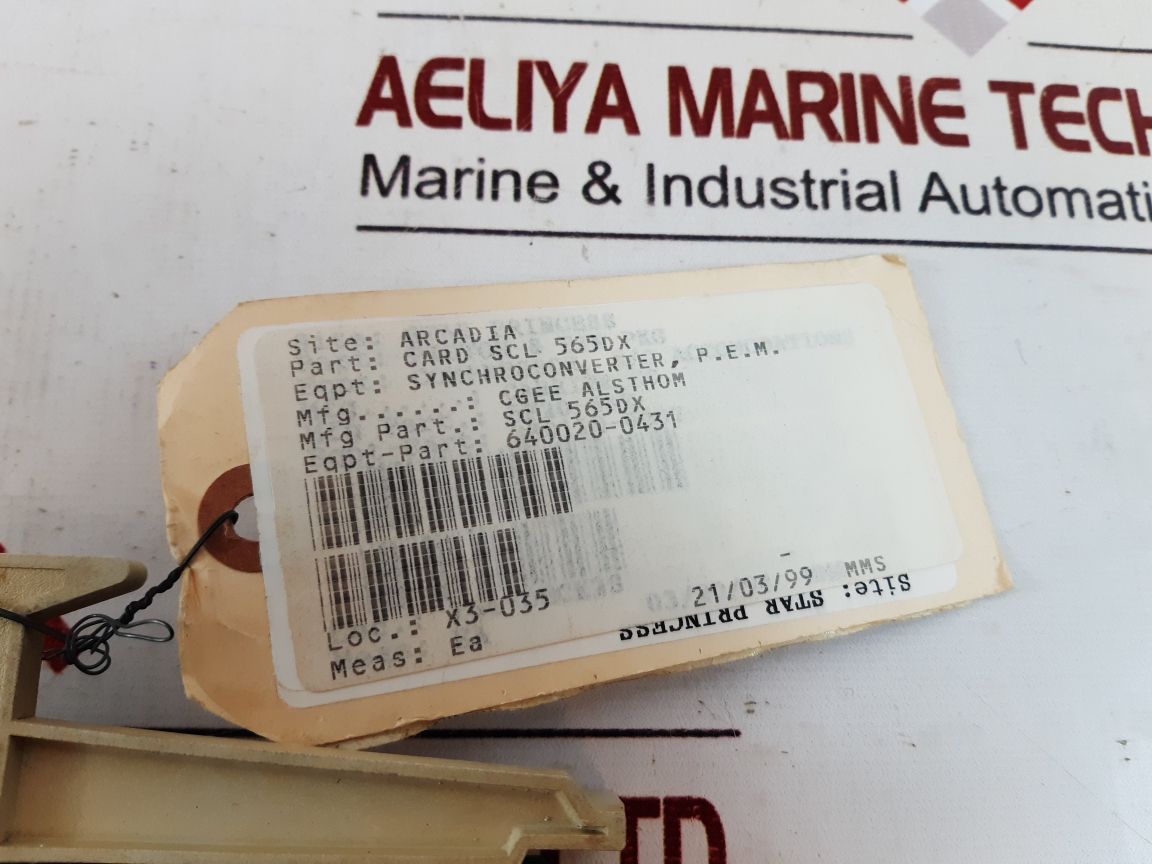 AELIYA MARINE TECH
Marine & Industrial Automati
Site: ARCADIA
Part: CARD SCL 565DX
Eqpt: SYNCHROCONVERTER, P.E.M.
Mfg......: CGEE ALSTHOM
Mfg Part.: SCL 565DX
Eqpt-Part: 640020-0431
Loc.: X3-035
Meas: Ea
21/03/99 MMS
Site: STAR PRINCESS
LTD